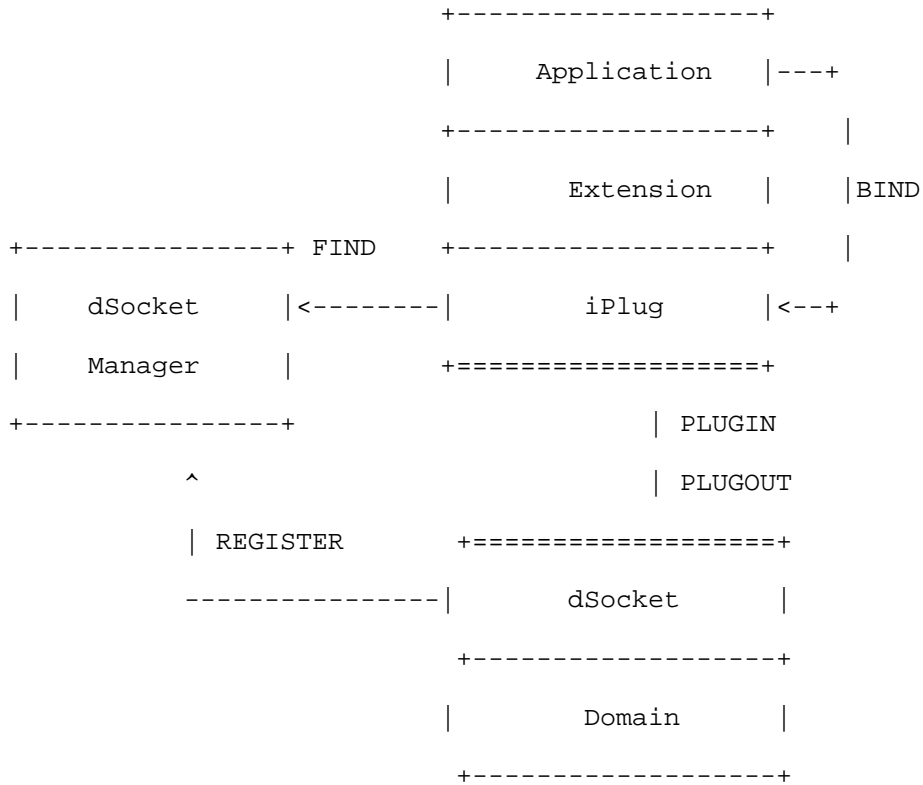 Application
Extension
BIND
FIND
dSocket
iPlug
Manager
PLUGIN
PLUGOUT
REGISTER
dSocket
Domain